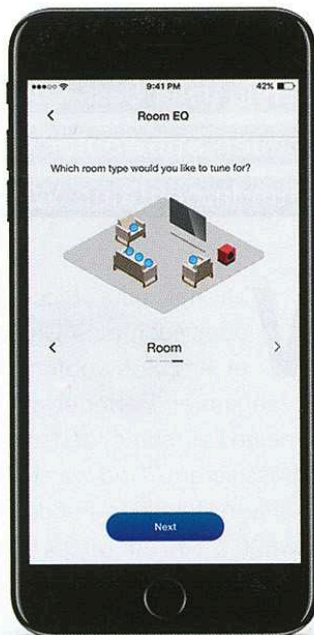 9:41 PM
42%
Room EQ
Which room type would you like to tune for?
Room
Next